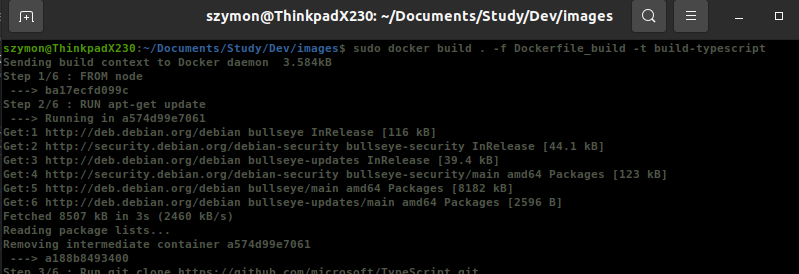 szymon@ThinkpadX230: ~/Documents/Study/Dev/images
szymon@ThinkpadX230:~/Documents/Study/Dev/images$ sudo docker build . -f Dockerfile_build -t build-typescript
Sending build context to Docker daemon  3.584kB
Step 1/6 : FROM node
 ---> ba17ecfd099c
Step 2/6 : RUN apt-get update
 ---> Running in a574d99e7061
Get:1 http://deb.debian.org/debian bullseye InRelease [116 kB]
Get:2 http://security.debian.org/debian-security bullseye-security InRelease [44.1 kB]
Get:3 http://deb.debian.org/debian bullseye-updates InRelease [39.4 kB]
Get:4 http://security.debian.org/debian-security bullseye-security/main amd64 Packages [123 kB]
Get:5 http://deb.debian.org/debian bullseye/main amd64 Packages [8182 kB]
Get:6 http://deb.debian.org/debian bullseye-updates/main amd64 Packages [2596 B]
Fetched 8507 kB in 3s (2460 kB/s)
Reading package lists...
Removing intermediate container a574d99e7061
 ---> a188b8493400
Step 3/6 : Run git clone https://github.com/microsoft/TypeScript.git